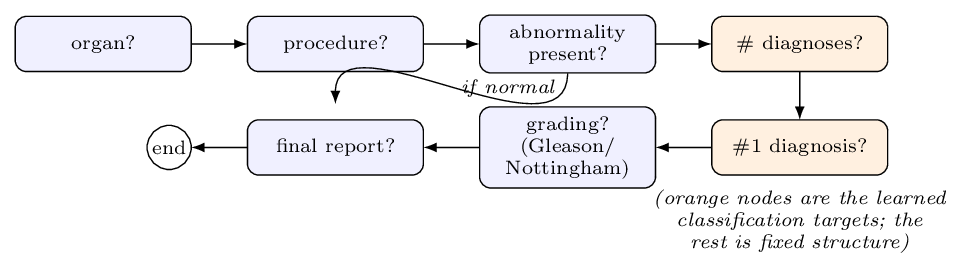 organ?
procedure?
abnormality
present?
# diagnoses?
if normal
end
final report?
grading?
(Gleason/
Nottingham)
#1 diagnosis?
(orange nodes are the learned
classification targets; the
rest is fixed structure)